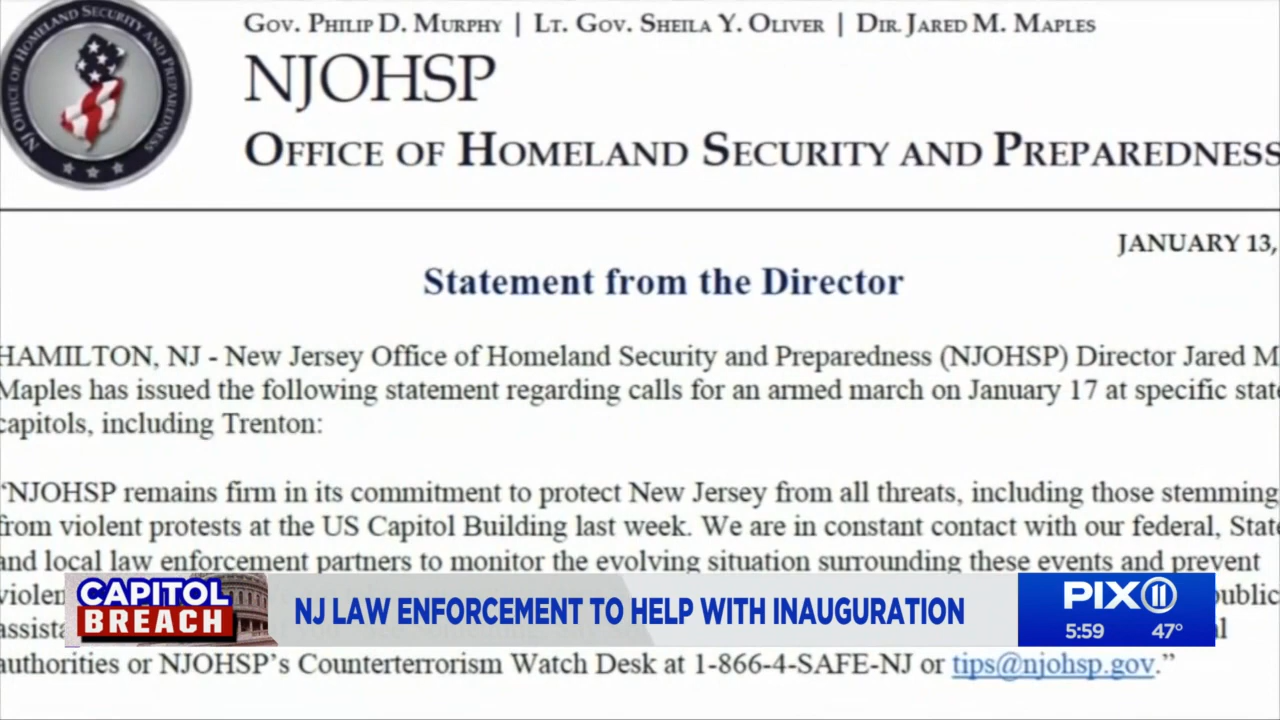 NJ OFFICE OF HOMELAND SECURITY AND PREPAREDNESS
GOV. PHILIP D. MURPHY | LT. GOV. SHEILA Y. OLIVER | DIR. JARED M. MAPLES
NJOHSP
OFFICE OF HOMELAND SECURITY AND PREPAREDNESS
JANUARY 13,
Statement from the Director
HAMILTON, NJ - New Jersey Office of Homeland Security and Preparedness (NJOHSP) Director Jared M
Maples has issued the following statement regarding calls for an armed march on January 17 at specific state
capitols, including Trenton:
“NJOHSP remains firm in its commitment to protect New Jersey from all threats, including those stemming
from violent protests at the US Capitol Building last week. We are in constant contact with our federal, State
and local law enforcement partners to monitor the evolving situation surrounding these events and prevent
authorities or NJOHSP's Counterterrorism Watch Desk at 1-866-4-SAFE-NJ or tips@njohsp.gov.”
CAPITOL
BREACH
NJ LAW ENFORCEMENT TO HELP WITH INAUGURATION
PIX11
5:59 47°